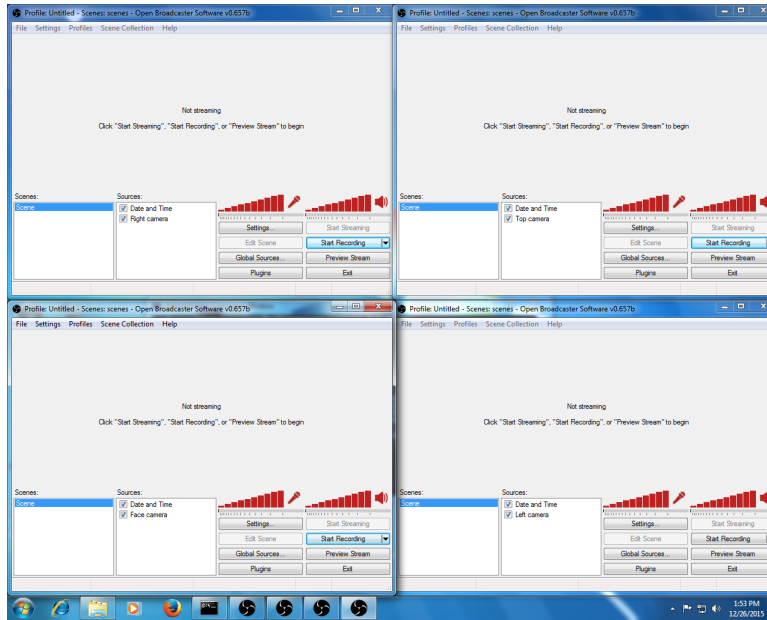 Profile: Untitled - Scenes: scenes - Open Broadcaster Software v0.657b
File Settings Profiles Scene Collection Help
Not streaming
Click "Start Streaming", "Start Recording", or "Preview Stream" to begin
Scenes:
Scene
Sources:
Date and Time
Right camera
Settings...
Start Streaming
Edit Scene
Start Recording
Global Sources...
Preview Stream
Plugins
Exit
Profile: Untitled - Scenes: scenes - Open Broadcaster Software v0.657b
File Settings Profiles Scene Collection Help
Not streaming
Click "Start Streaming", "Start Recording", or "Preview Stream" to begin
Scenes:
Scene
Sources:
Date and Time
Top camera
Settings...
Start Streaming
Edit Scene
Start Recording
Global Sources...
Preview Stream
Plugins
Exit
Profile: Untitled - Scenes: scenes - Open Broadcaster Software v0.657b
File Settings Profiles Scene Collection Help
Not streaming
Click "Start Streaming", "Start Recording", or "Preview Stream" to begin
Scenes:
Scene
Sources:
Date and Time
Face camera
Settings...
Start Streaming
Edit Scene
Start Recording
Global Sources...
Preview Stream
Plugins
Exit
Profile: Untitled - Scenes: scenes - Open Broadcaster Software v0.657b
File Settings Profiles Scene Collection Help
Not streaming
Click "Start Streaming", "Start Recording", or "Preview Stream" to begin
Scenes:
Scene
Sources:
Date and Time
Left camera
Settings...
Start Streaming
Edit Scene
Start Recording
Global Sources...
Preview Stream
Plugins
Exit
1:53 PM
12/26/2015